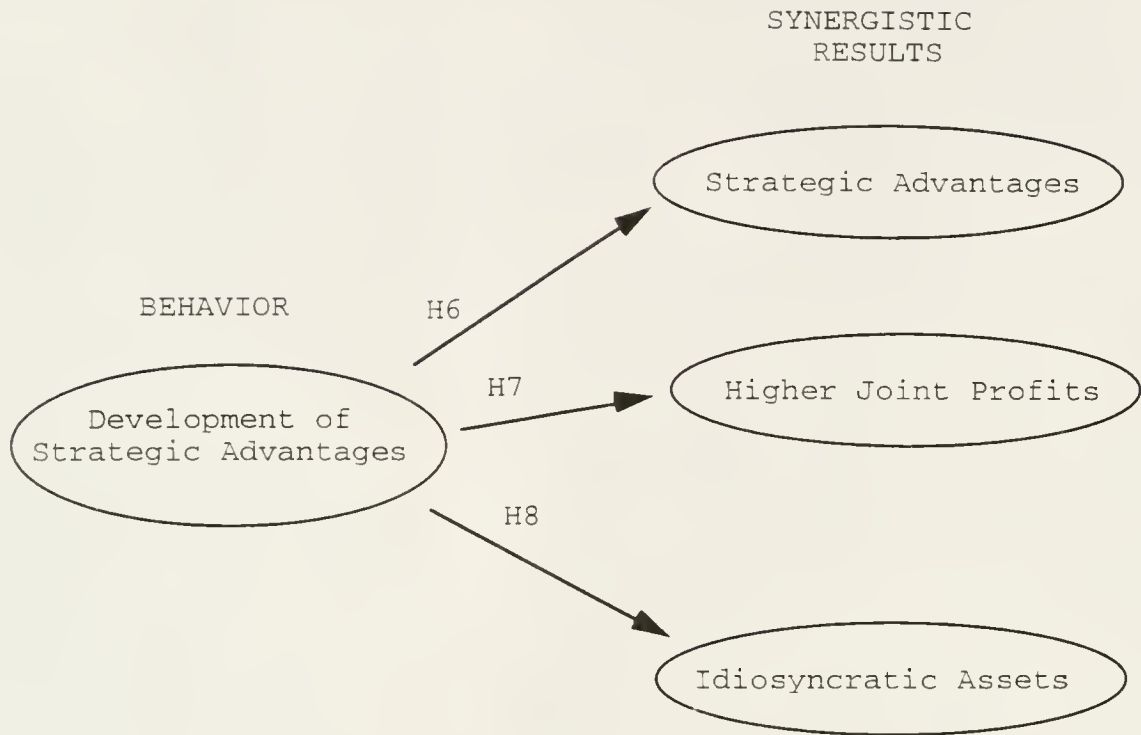 SYNERGISTIC
RESULTS
Strategic Advantages
BEHAVIOR
H6
H7
Higher Joint Profits
Development of
Strategic Advantages
H8
Idiosyncratic Assets